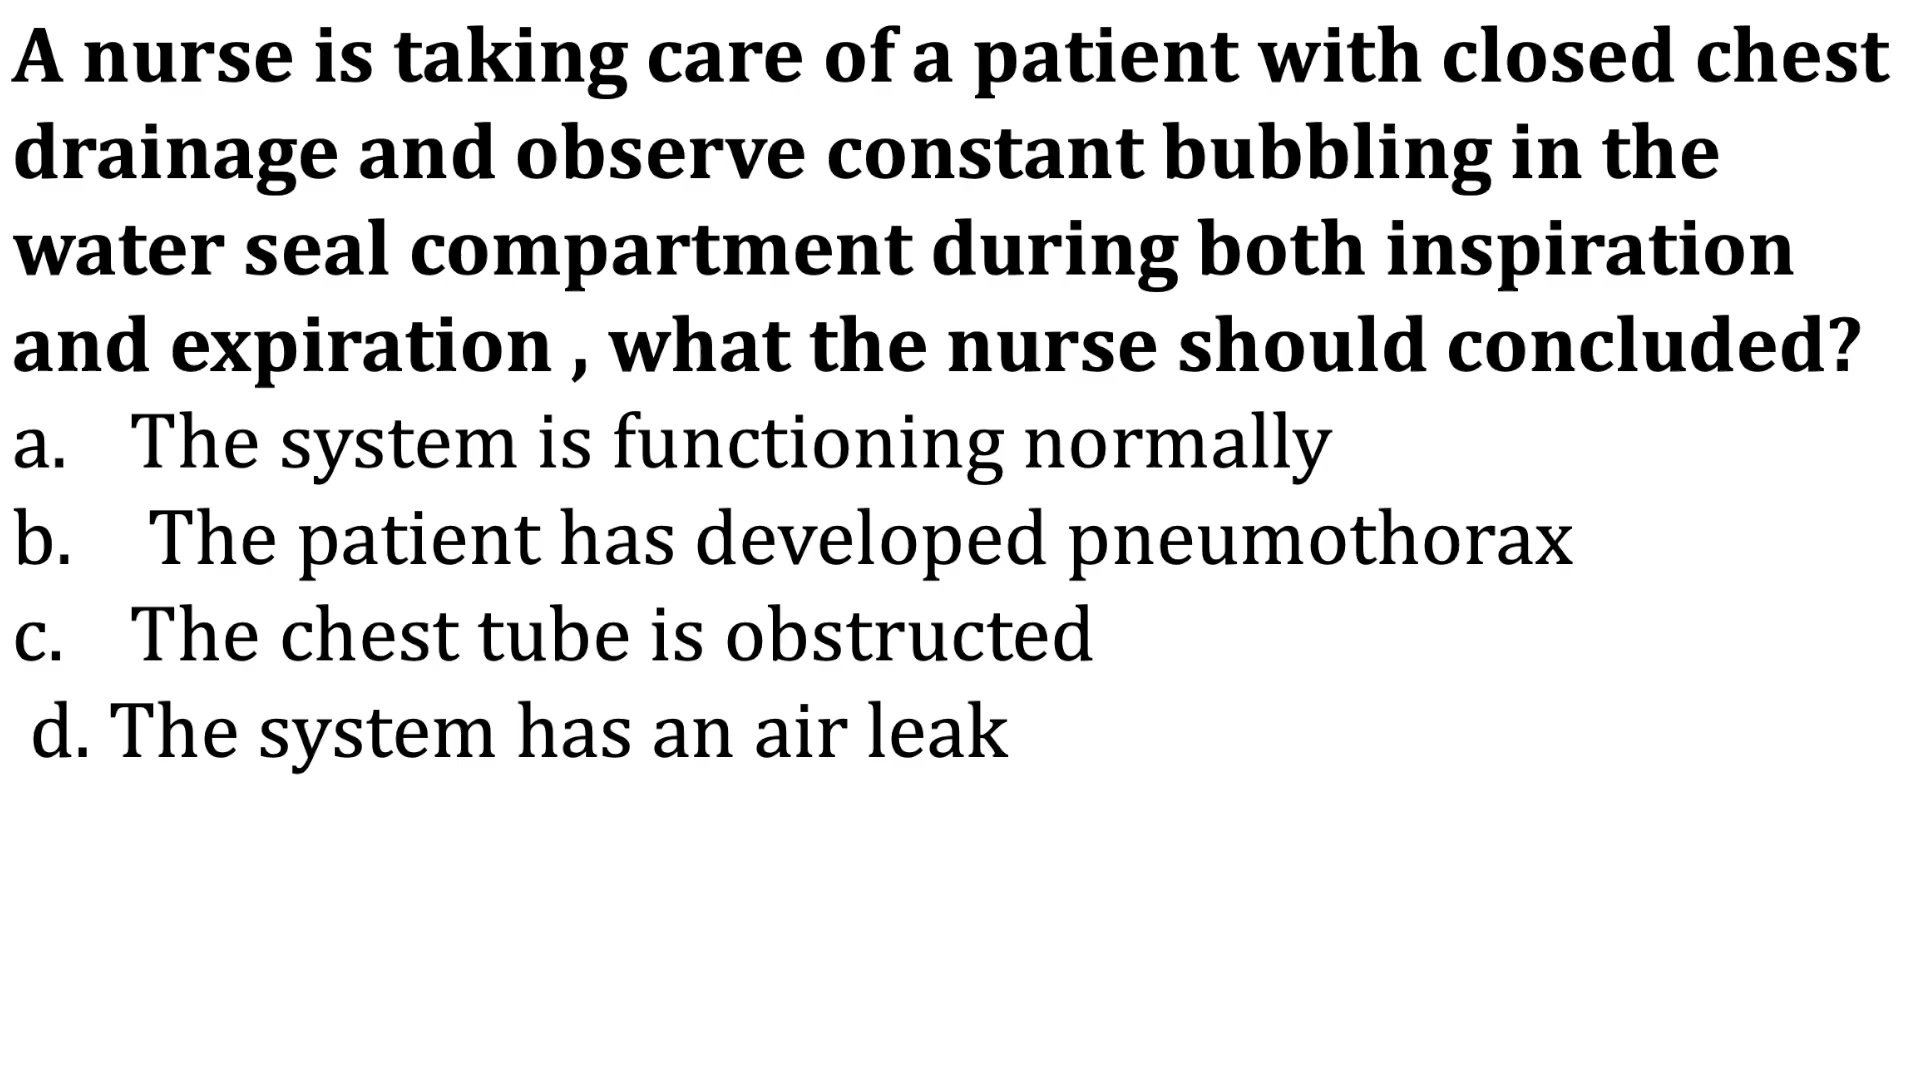 A nurse is taking care of a patient with closed chest
drainage and observe constant bubbling in the
water seal compartment during both inspiration
and expiration , what the nurse should concluded?
a. The system is functioning normally
b. The patient has developed pneumothorax
c. The chest tube is obstructed
d. The system has an air leak